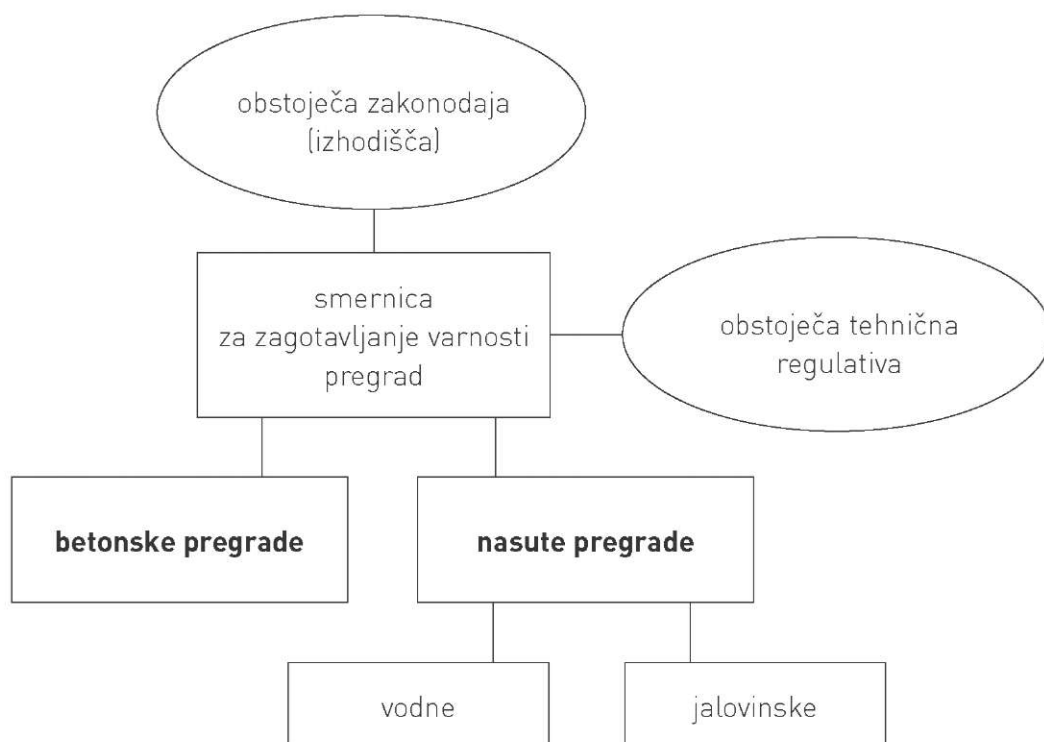 obstoječa zakonodaja
(izhodišča)
smernica
za zagotavljanje varnosti
pregrad
obstoječa tehnična
regulativa
betonske pregrade
nasute pregrade
vodne
jalovinske